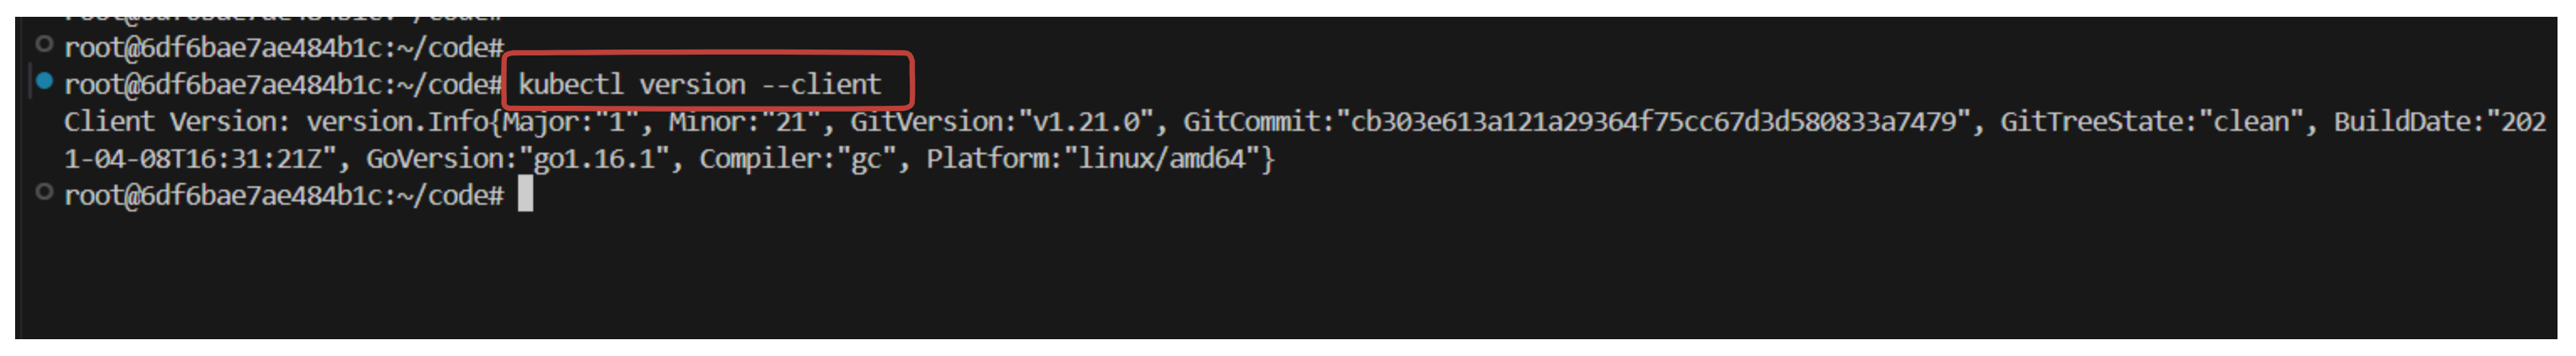 root@6df6bae7ae484b1c:~/code#
root@6df6bae7ae484b1c:~/code# kubectl version --client
Client Version: version.Info{Major:"1", Minor:"21", GitVersion:"v1.21.0", GitCommit:"cb303e613a121a29364f75cc67d3d580833a7479", GitTreeState:"clean", BuildDate:"202
1-04-08T16:31:21Z", GoVersion:"go1.16.1", Compiler:"gc", Platform:"linux/amd64"}
root@6df6bae7ae484b1c:~/code#